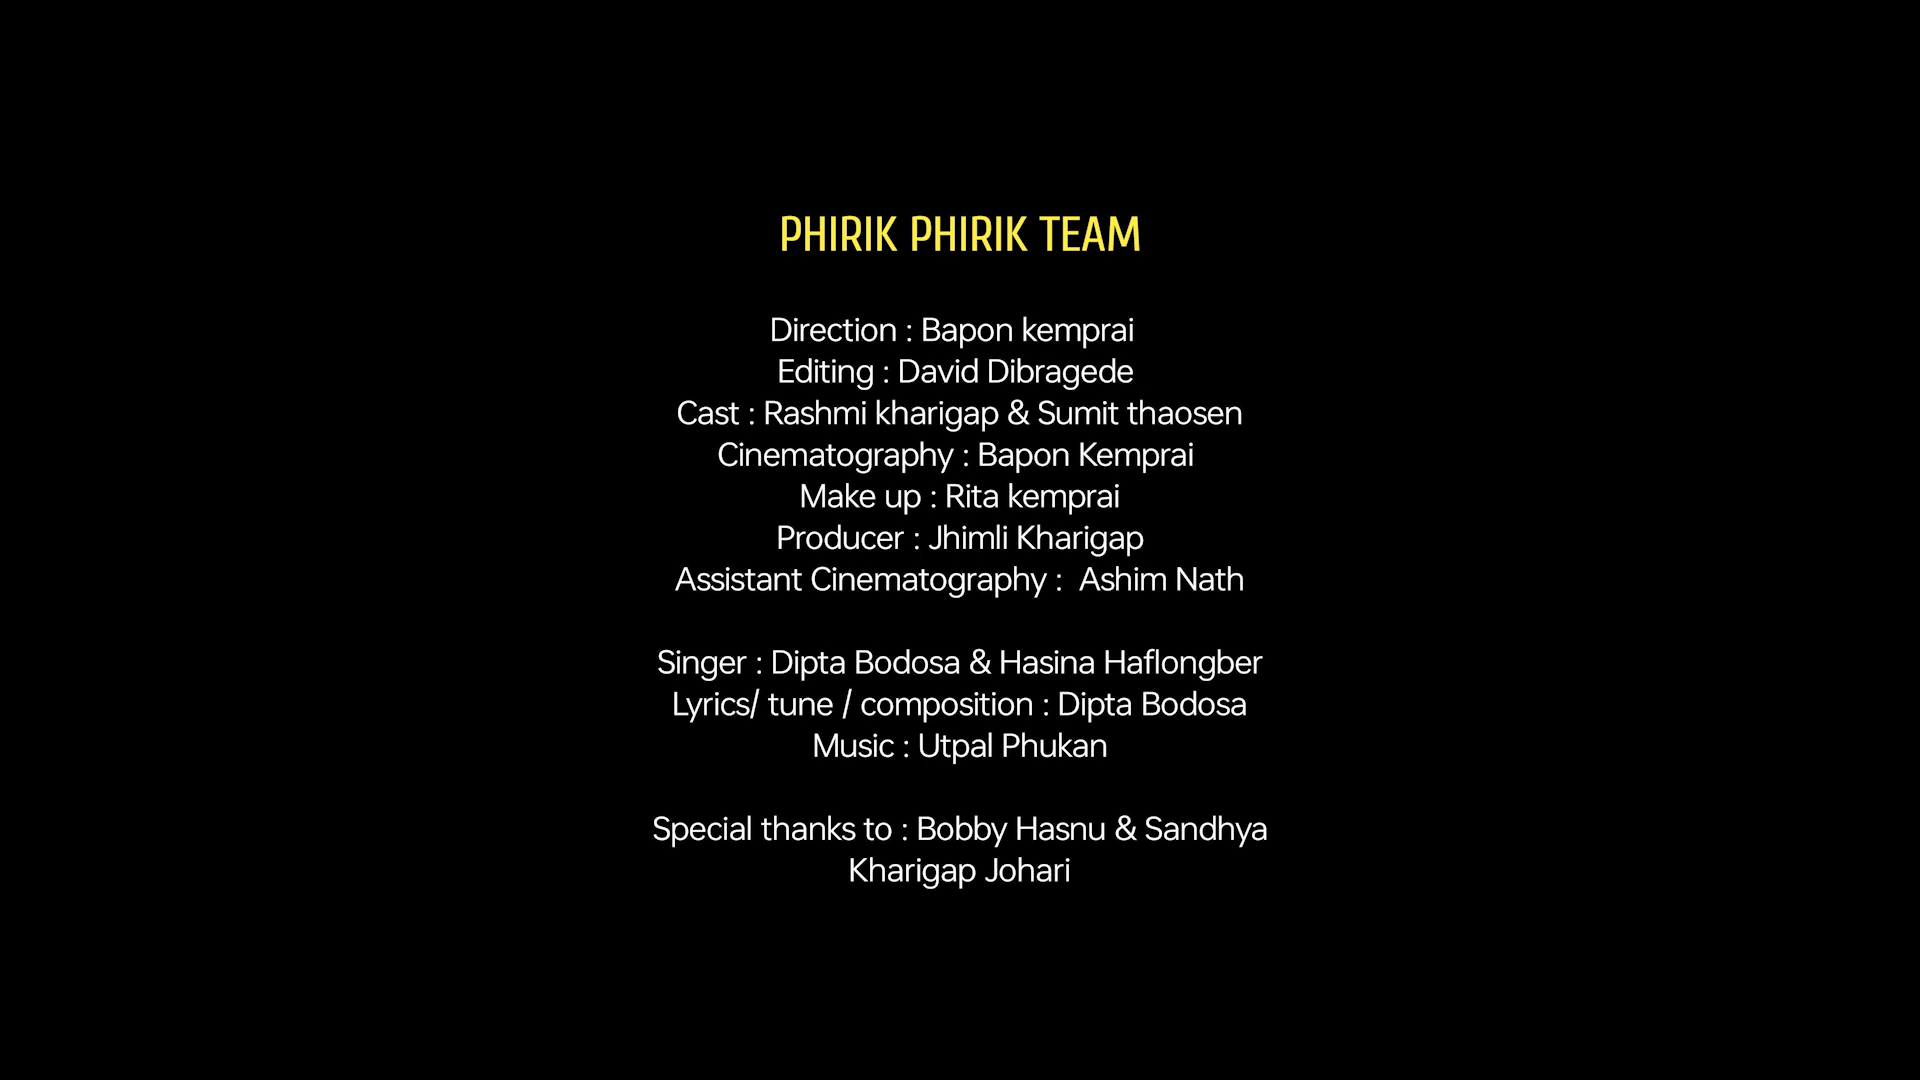 PHIRIK PHIRIK TEAM
Direction : Bapon kemprai
Editing : David Dibragede
Cast : Rashmi kharigap & Sumit thaosen
Cinematography : Bapon Kemprai
Make up : Rita kemprai
Producer : Jhimli Kharigap
Assistant Cinematography :  Ashim Nath
Singer : Dipta Bodosa & Hasina Haflongber
Lyrics/ tune / composition : Dipta Bodosa
Music : Utpal Phukan
Special thanks to : Bobby Hasnu & Sandhya
Kharigap Johari